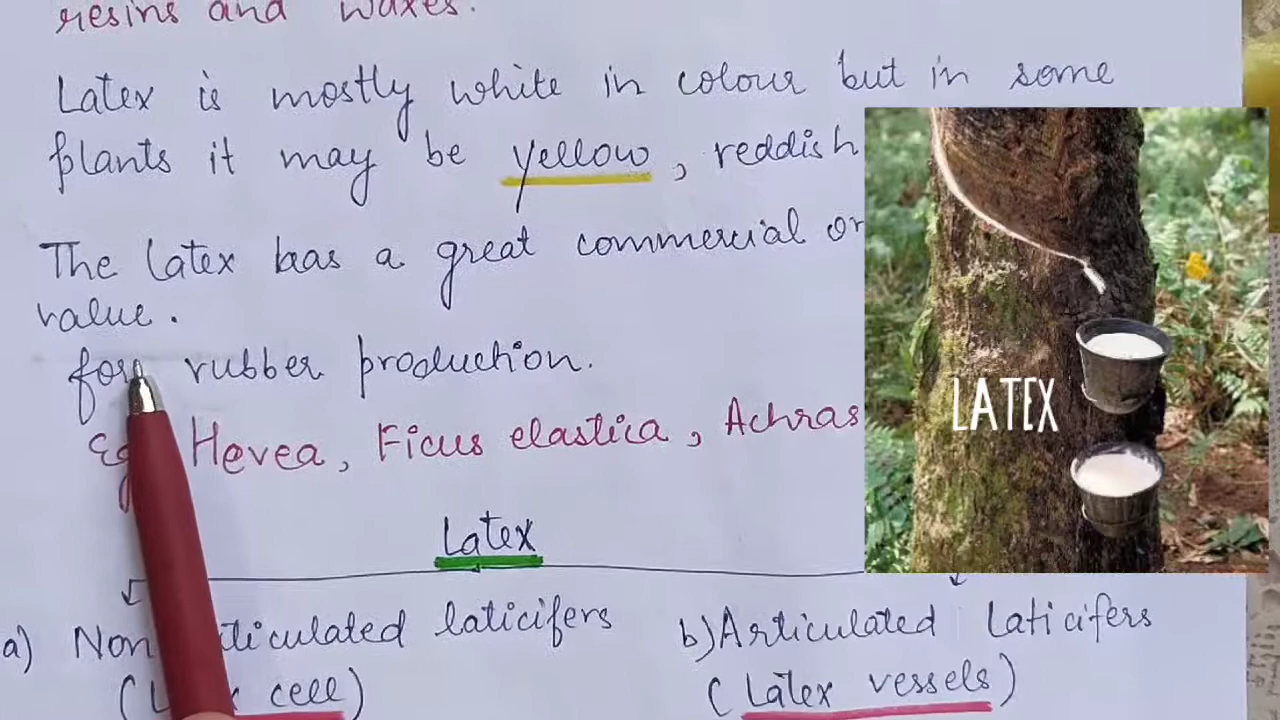 resins and waxes.
Latex is mostly white in colour but in some
plants it may be yellow, reddish
The latex has a great commercial or
value.
for rubber production.
Eg Hevea, Ficus elastica, Achras
LATEX
Latex
a) Non ticulated laticifers
b) Articulated Laticifers
(L cell)
(Latex vessels)